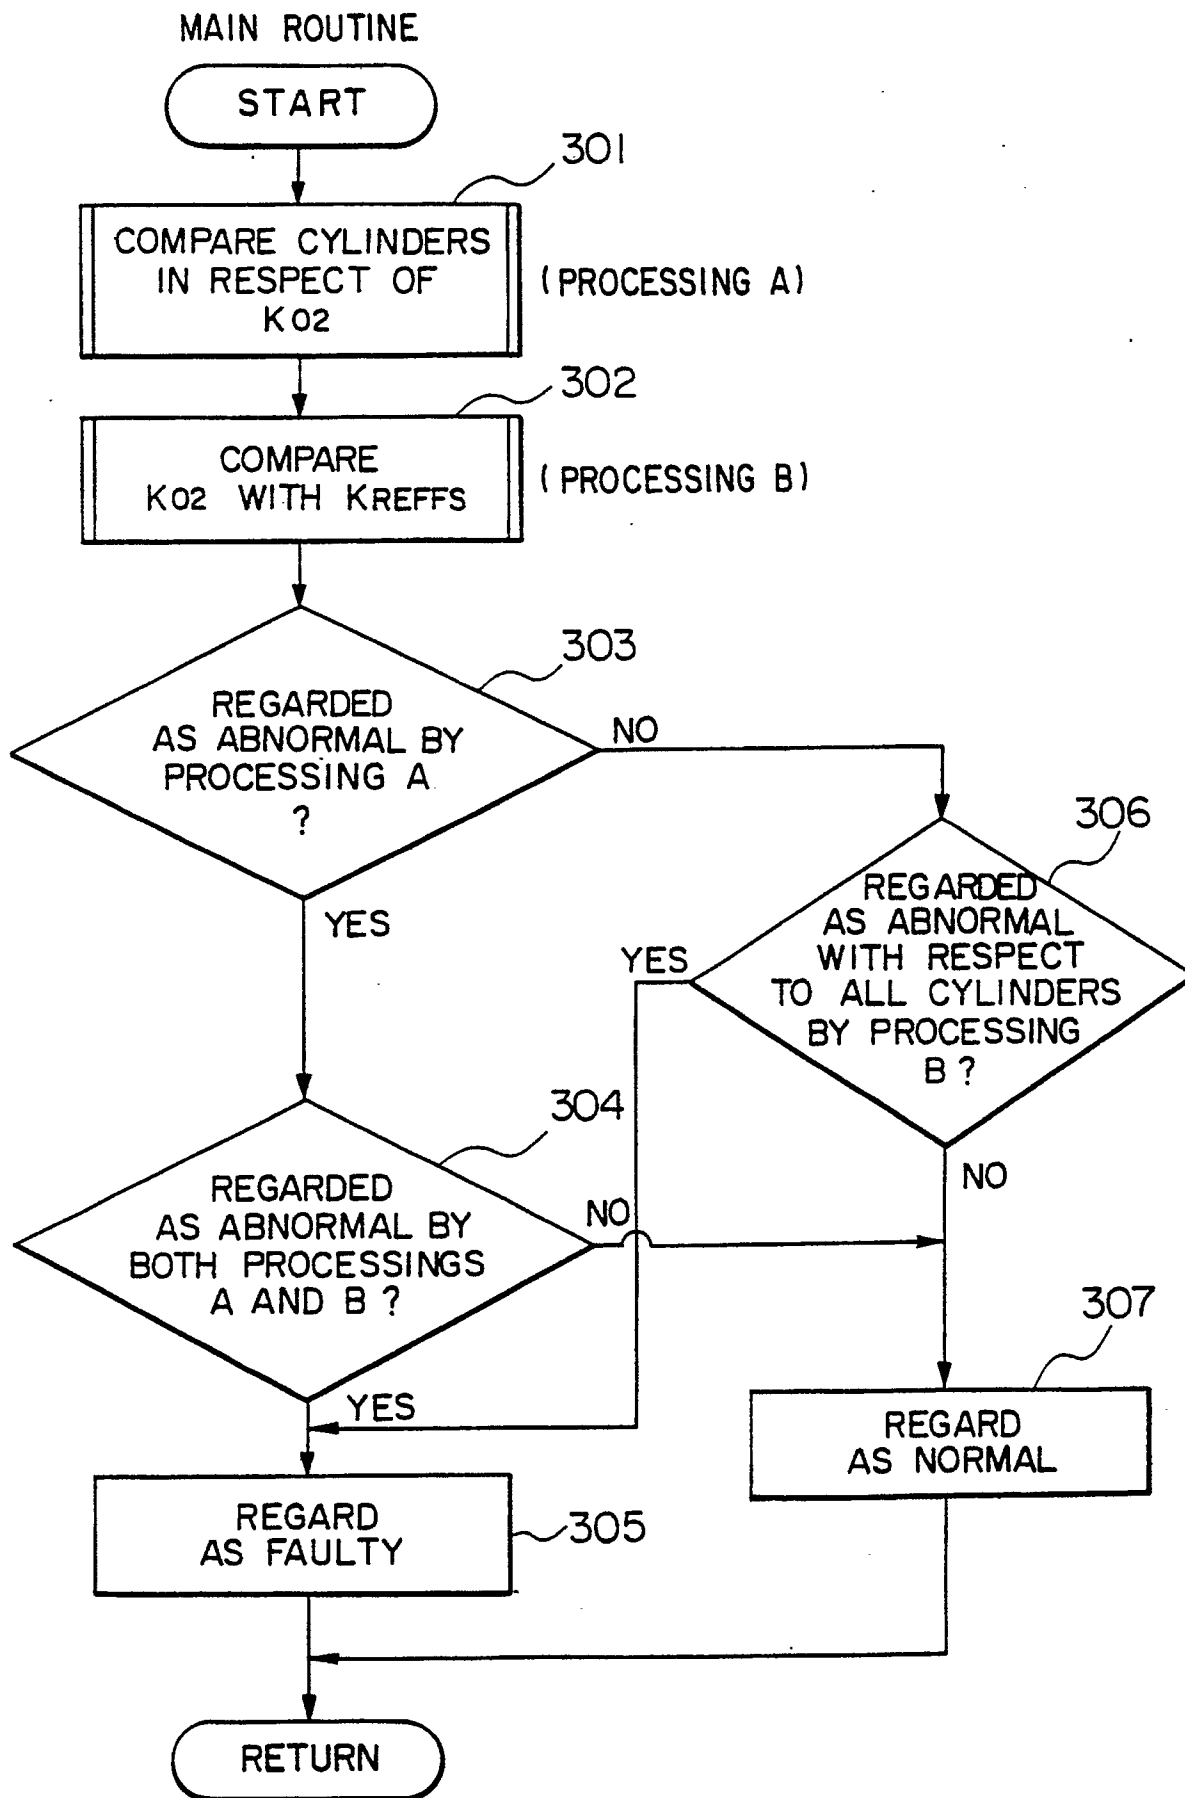 MAIN ROUTINE
START
301
COMPARE CYLINDERS
IN RESPECT OF
KO2
(PROCESSING A)
302
COMPARE
KO2 WITH KREFFS
(PROCESSING B)
303
REGARDED
AS ABNORMAL BY
PROCESSING A
?
NO
YES
306
REGARDED
AS ABNORMAL
WITH RESPECT
TO ALL CYLINDERS
BY PROCESSING
B?
YES
NO
304
REGARDED
AS ABNORMAL BY
BOTH PROCESSINGS
A AND B?
NO
YES
307
REGARD
AS NORMAL
REGARD
AS FAULTY
305
RETURN